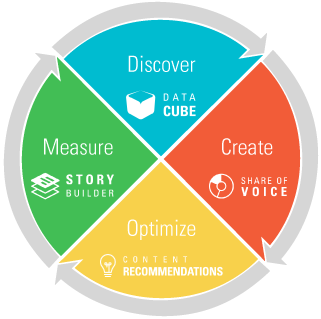 Discover
DATA
CUBE
Measure
STORY
BUILDER
Create
SHARE OF
VOICE
Optimize
CONTENT
RECOMMENDATIONS